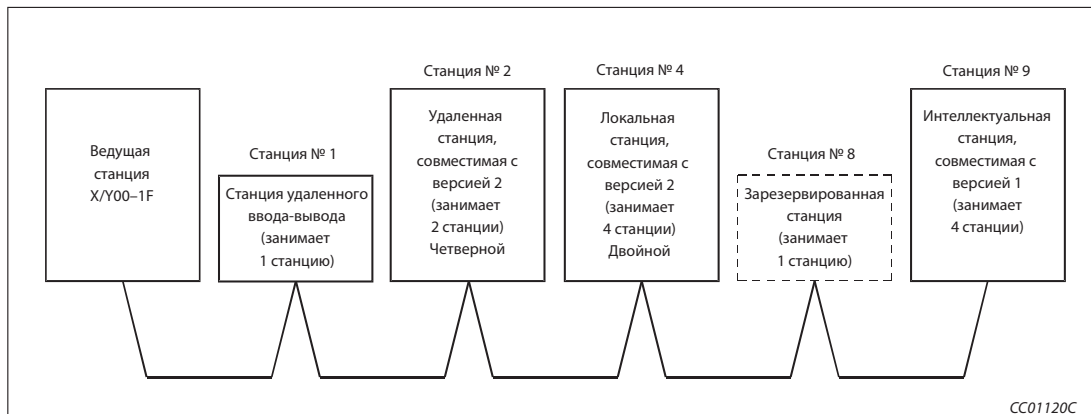 Ведущая
станция
X/Y00–1F
Станция № 1
Станция удаленного
ввода-вывода
(занимает
1 станцию)
Станция № 2
Удаленная
станция,
совместимая с
версией 2
(занимает
2 станции)
Четверной
Станция № 4
Локальная
станция,
совместимая с
версией 2
(занимает
4 станции)
Двойной
Станция № 8
Зарезервированная
станция
(занимает
1 станцию)
Станция № 9
Интеллектуальная
станция,
совместимая с
версией 1
(занимает
4 станции)
CC01120C